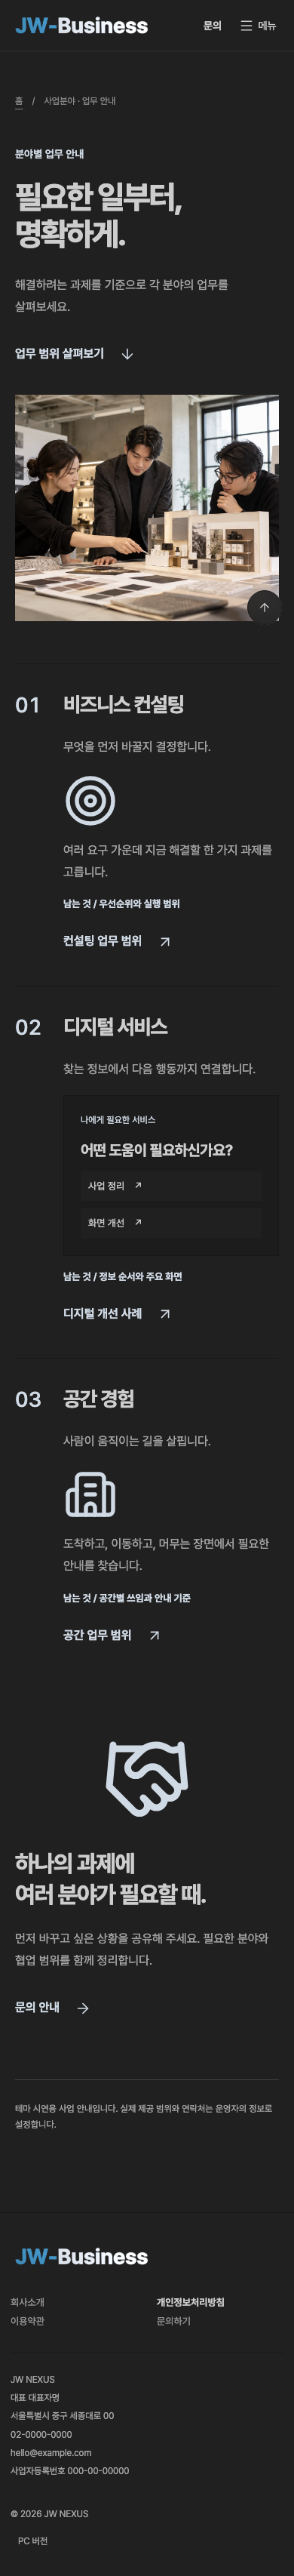 JW-Business
문의
메뉴
홈 / 사업분야 · 업무 안내
분야별 업무 안내
필요한 일부터,
명확하게.
해결하려는 과제를 기준으로 각 분야의 업무를
살펴보세요.
업무 범위 살펴보기
01 비즈니스 컨설팅
무엇을 먼저 바꿀지 결정합니다.
여러 요구 가운데 지금 해결할 한 가지 과제를
고릅니다.
남는 것 / 우선순위와 실행 범위
컨설팅 업무 범위
02 디지털 서비스
찾는 정보에서 다음 행동까지 연결합니다.
나에게 필요한 서비스
어떤 도움이 필요하신가요?
사업 정리
화면 개선
남는 것 / 정보 순서와 주요 화면
디지털 개선 사례
03 공간 경험
사람이 움직이는 길을 살핍니다.
도착하고, 이동하고, 머무는 장면에서 필요한
안내를 찾습니다.
남는 것 / 공간별 쓰임과 안내 기준
공간 업무 범위
하나의 과제에
여러 분야가 필요할 때.
먼저 바꾸고 싶은 상황을 공유해 주세요. 필요한 분야와
협업 범위를 함께 정리합니다.
문의 안내
테마 시연용 사업 안내입니다. 실제 제공 범위와 연락처는 운영자의 정보로
설정합니다.
JW-Business
회사소개
개인정보처리방침
이용약관
문의하기
JW NEXUS
대표 대표자명
서울특별시 중구 세종대로 00
02-0000-0000
hello@example.com
사업자등록번호 000-00-00000
© 2026 JW NEXUS
PC 버전